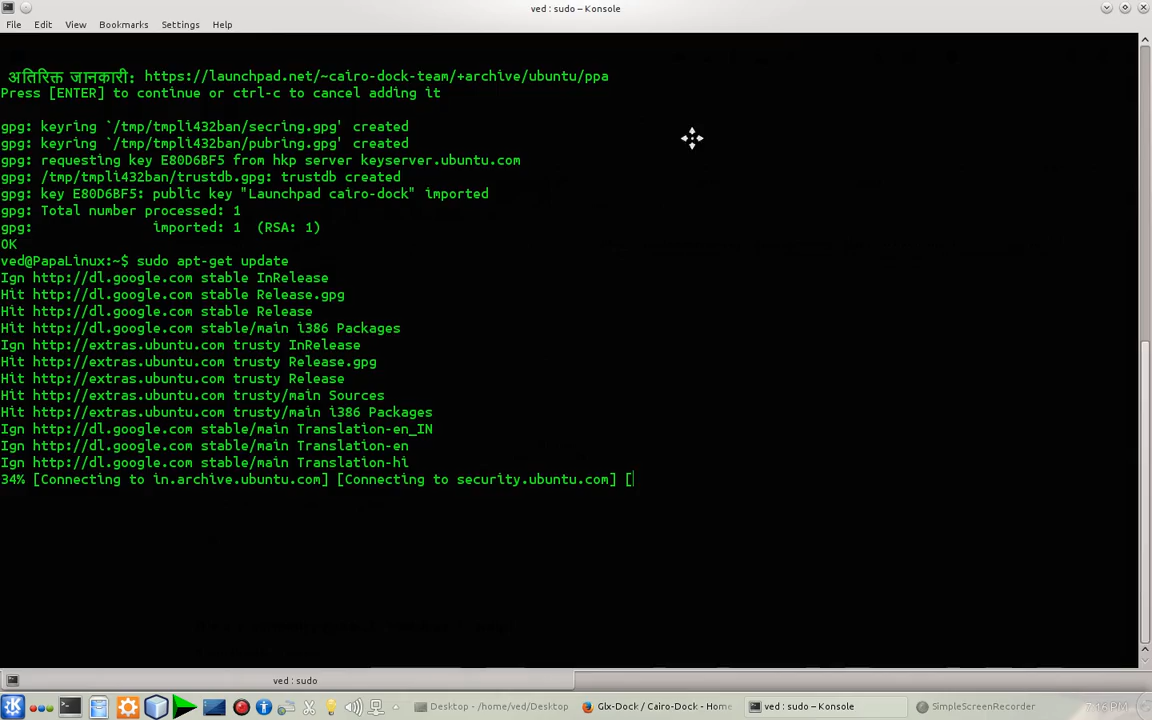 ved : sudo – Konsole
File Edit View Bookmarks Settings Help
अतिरिक्त जानकारी: https://launchpad.net/~cairo-dock-team/+archive/ubuntu/ppa
Press [ENTER] to continue or ctrl-c to cancel adding it
gpg: keyring `/tmp/tmpli432ban/secring.gpg' created
gpg: keyring `/tmp/tmpli432ban/pubring.gpg' created
gpg: requesting key E80D6BF5 from hkp server keyserver.ubuntu.com
gpg: /tmp/tmpli432ban/trustdb.gpg: trustdb created
gpg: key E80D6BF5: public key "Launchpad cairo-dock" imported
gpg: Total number processed: 1
gpg: imported: 1 (RSA: 1)
OK
ved@PapaLinux:~$ sudo apt-get update
Ign http://dl.google.com stable InRelease
Hit http://dl.google.com stable Release.gpg
Hit http://dl.google.com stable Release
Hit http://dl.google.com stable/main i386 Packages
Ign http://extras.ubuntu.com trusty InRelease
Hit http://extras.ubuntu.com trusty Release.gpg
Hit http://extras.ubuntu.com trusty Release
Hit http://extras.ubuntu.com trusty/main Sources
Hit http://extras.ubuntu.com trusty/main i386 Packages
Ign http://dl.google.com stable/main Translation-en_IN
Ign http://dl.google.com stable/main Translation-en
Ign http://dl.google.com stable/main Translation-hi
34% [Connecting to in.archive.ubuntu.com] [Connecting to security.ubuntu.com] [
ved : sudo
Desktop - /home/ved/Desktop Glx-Dock / Cairo-Dock - Home ved : sudo – Konsole SimpleScreenRecorder 7:16 PM